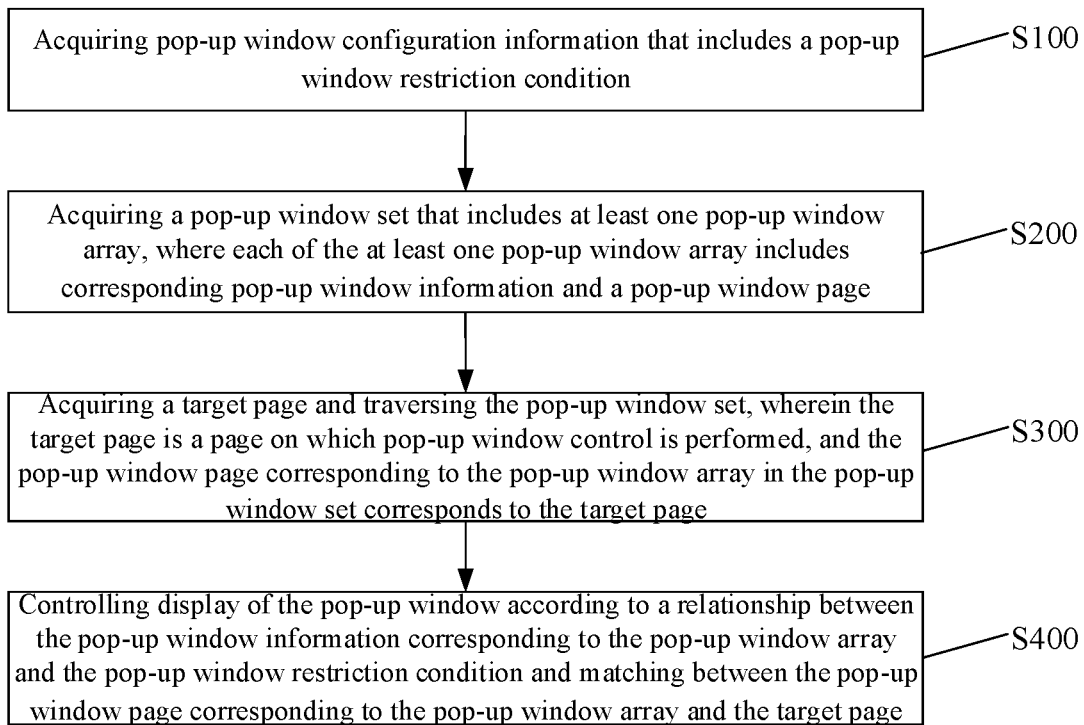 Acquiring pop-up window configuration information that includes a pop-up
window restriction condition
S100
Acquiring a pop-up window set that includes at least one pop-up window
array, where each of the at least one pop-up window array includes
corresponding pop-up window information and a pop-up window page
S200
Acquiring a target page and traversing the pop-up window set, wherein the
target page is a page on which pop-up window control is performed, and the
pop-up window page corresponding to the pop-up window array in the pop-up
window set corresponds to the target page
S300
Controlling display of the pop-up window according to a relationship between
the pop-up window information corresponding to the pop-up window array
and the pop-up window restriction condition and matching between the pop-up
window page corresponding to the pop-up window array and the target page
S400